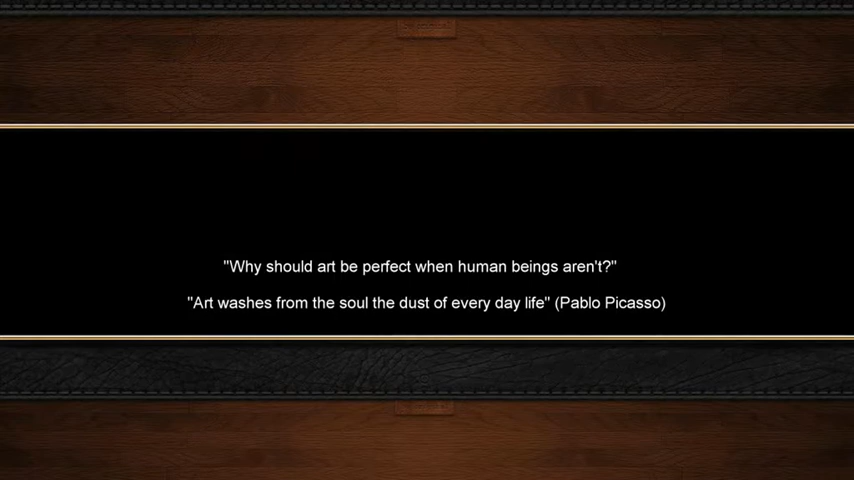 "Why should art be perfect when human beings aren't?"
"Art washes from the soul the dust of every day life" (Pablo Picasso)